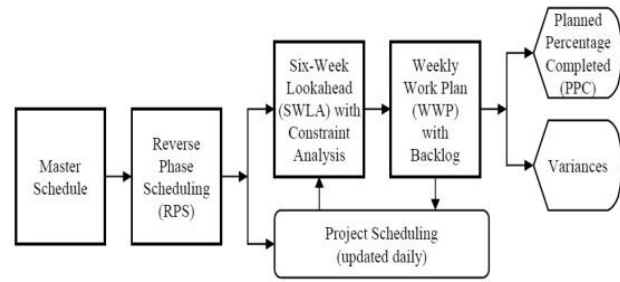 Master
Schedule
Reverse
Phase
Scheduling
(RPS)
Six-Week
Lookahead
(SWLA) with
Constraint
Analysis
Weekly
Work Plan
(WWP)
with
Backlog
Planned
Percentage
Completed
(PPC)
Variances
Project Scheduling
(updated daily)